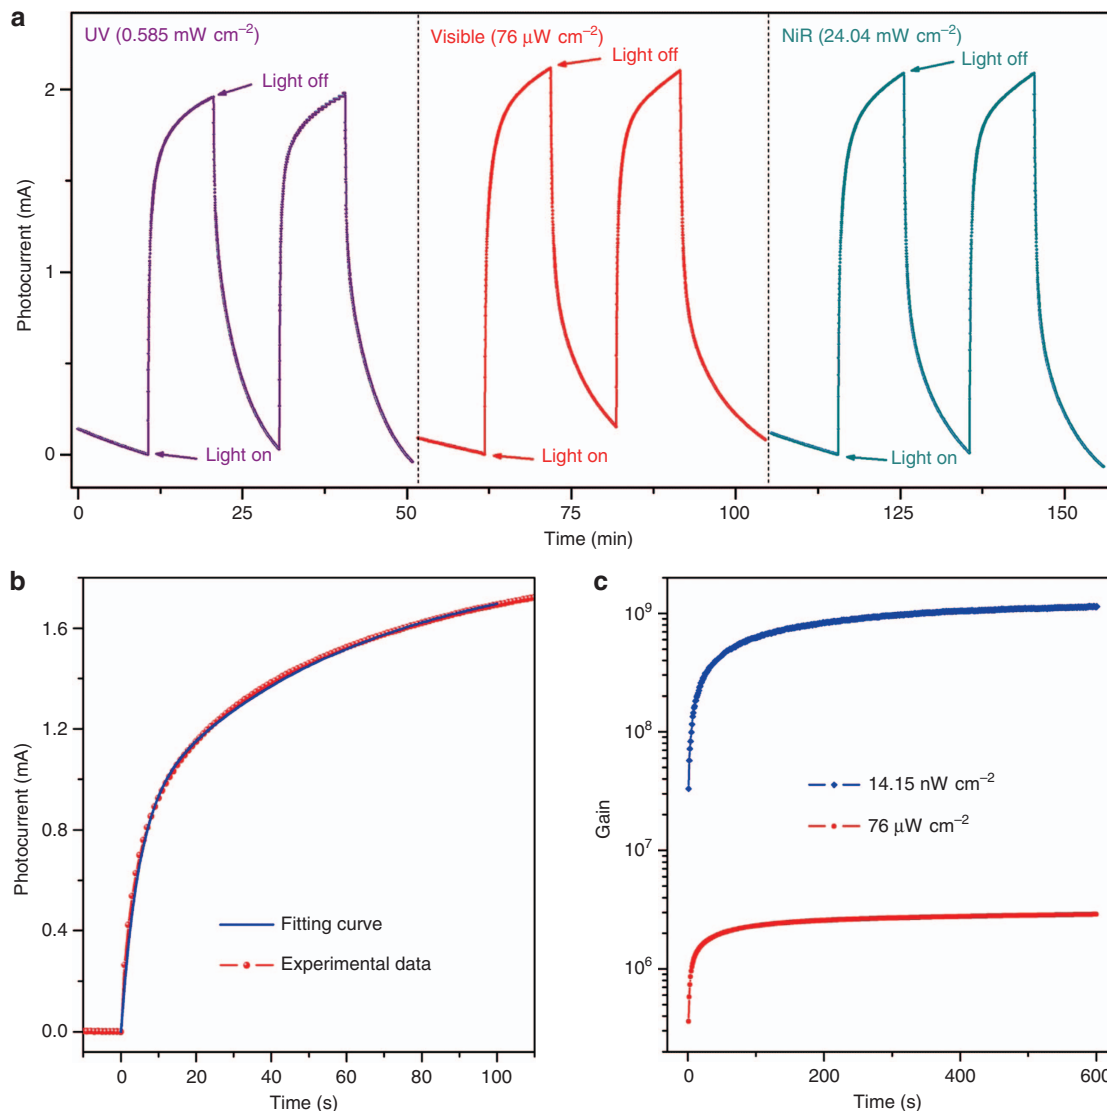 a
UV (0.585 mW cm⁻²)
Visible (76 μW cm⁻²)
NiR (24.04 mW cm⁻²)
Light off
Light off
Light off
2
1
0
Photocurrent (mA)
Light on
Light on
Light on
0 25 50 75 100 125 150
Time (min)
b
1.6
1.2
0.8
0.4
0.0
Photocurrent (mA)
Fitting curve
Experimental data
0 20 40 60 80 100
Time (s)
c
10⁹
10⁸
10⁷
10⁶
Gain
14.15 nW cm⁻²
76 μW cm⁻²
0 200 400 600
Time (s)